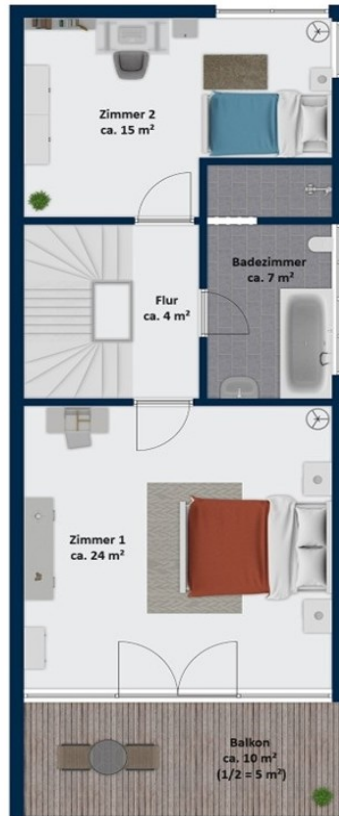 Zimmer 2
ca. 15 m²
Badezimmer
ca. 7 m²
Flur
ca. 4 m²
Zimmer 1
ca. 24 m²
Balkon
ca. 10 m²
(1/2 = 5 m²)